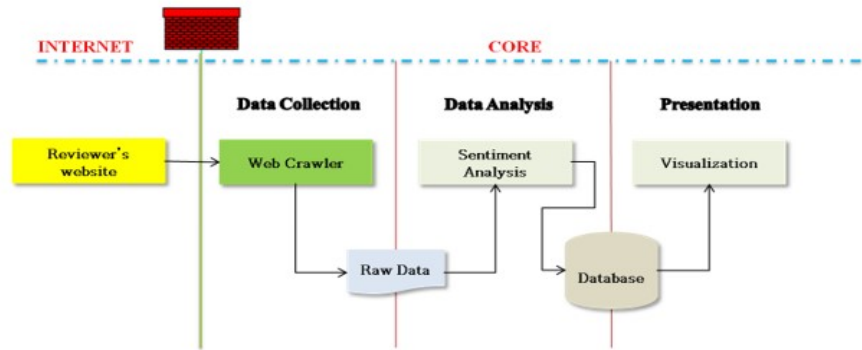 INTERNET
CORE
Data Collection
Data Analysis
Presentation
Reviewer's
website
Web Crawler
Sentiment
Analysis
Visualization
Raw Data
Database